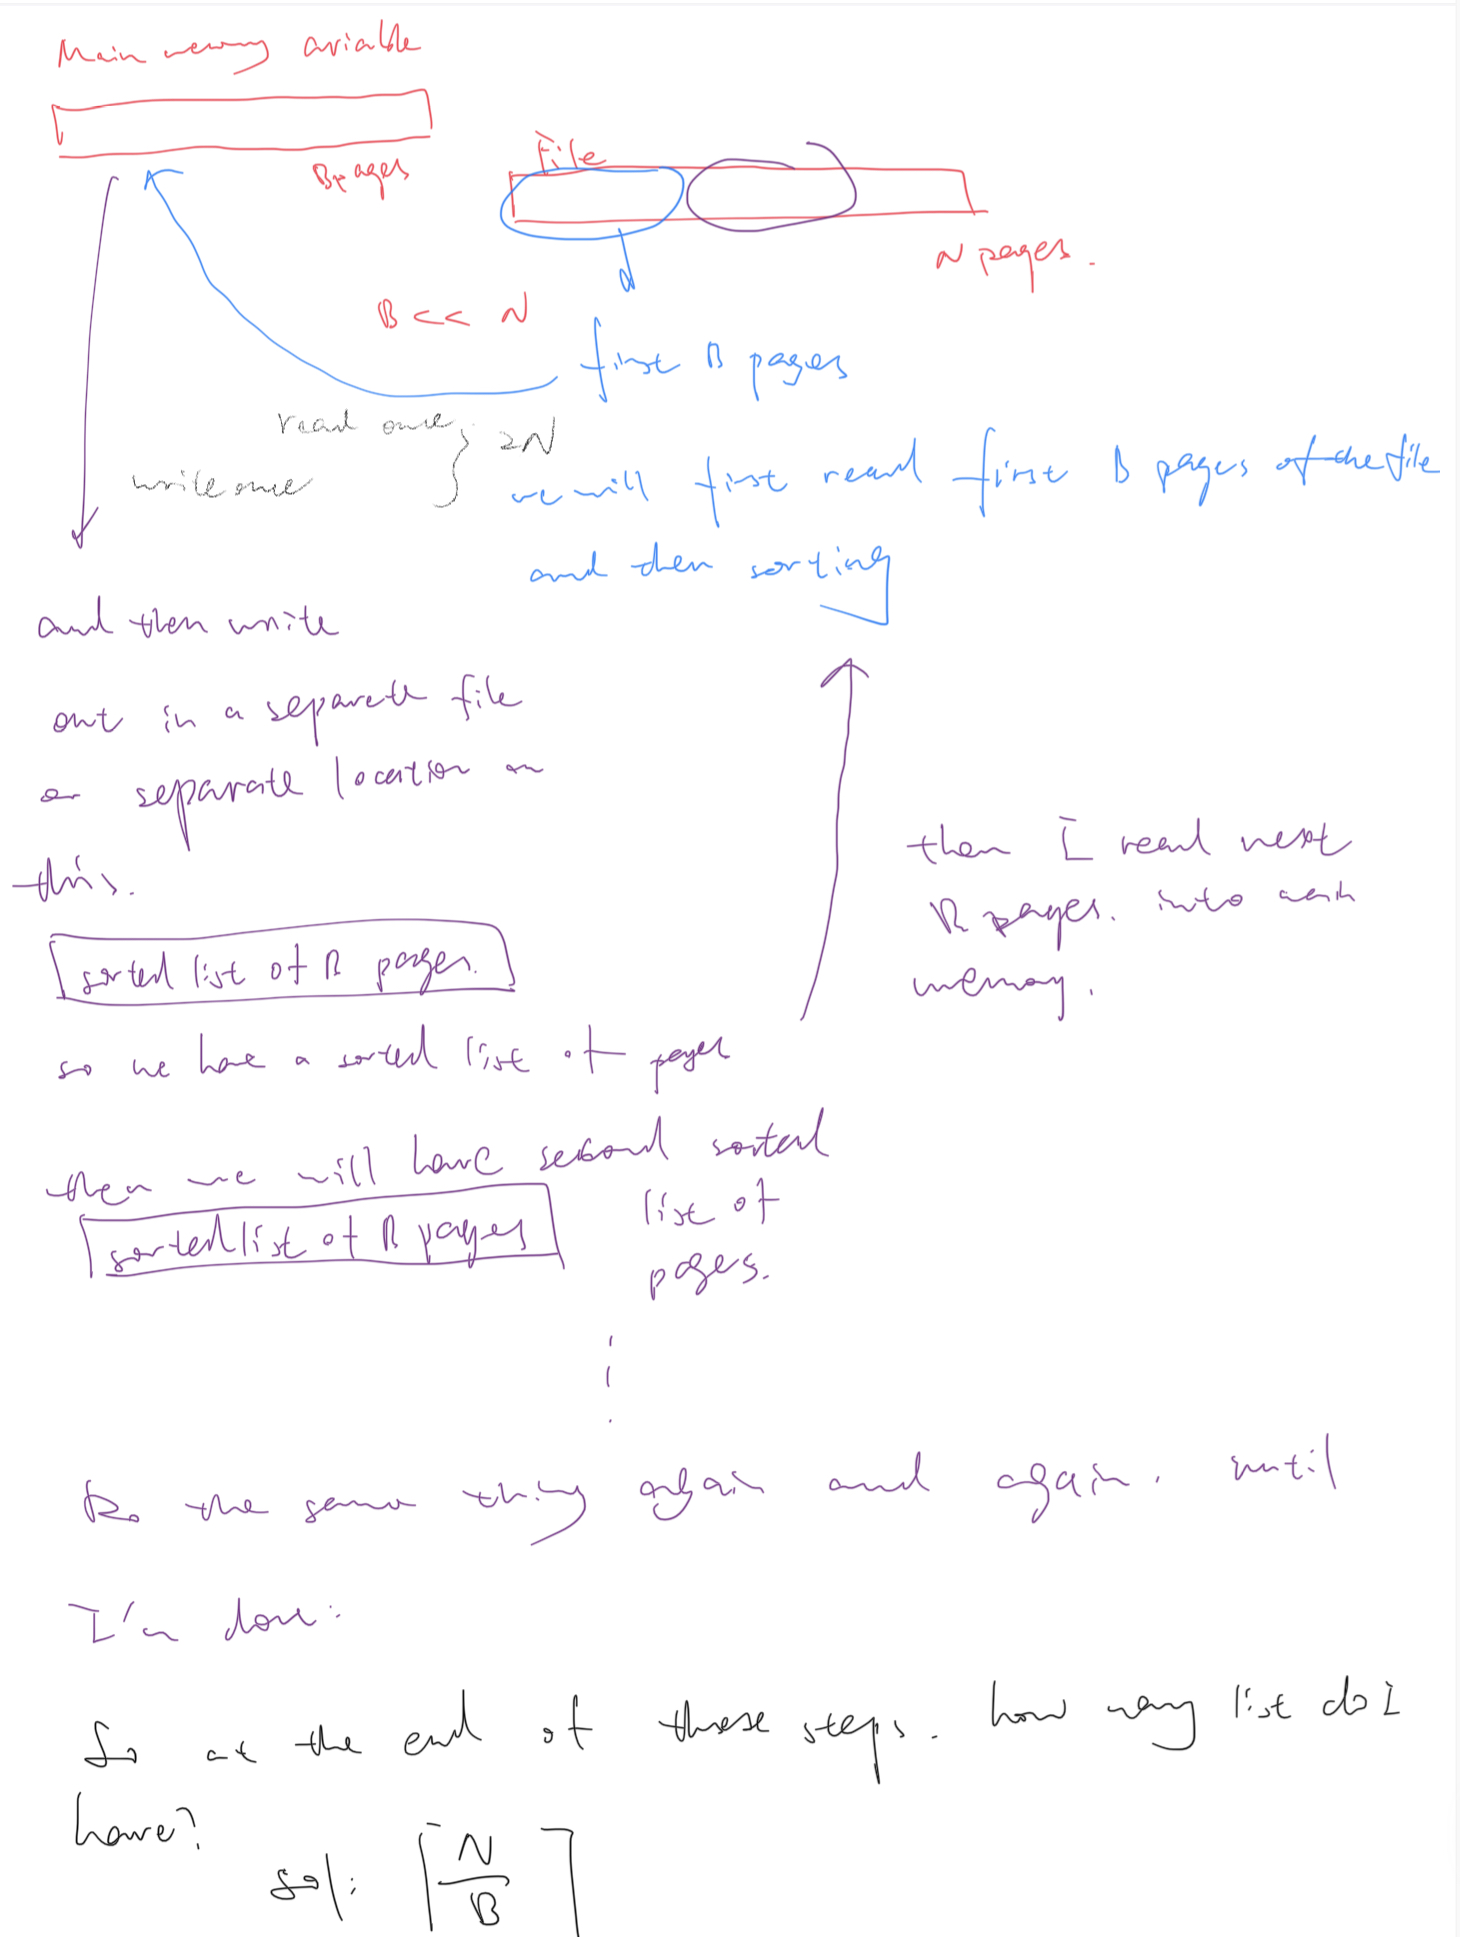 Main memory avialble
B pages
File
N pages.
B << N
first B pages
read once
write once
2N
we will first read first B pages of the file
and then sorting
and then write
out in a separate file
or separate location on
this.
then I read next
B pages. into main
memory.
sorted list of B pages.
so we have a sorted list of pages
then we will have second sorted
list of
pages.
sorted list of B pages
Do the same thing again and again. until
I'm done.
So at the end of these steps. how many list do I
have?
sol: ⌈N/B⌉